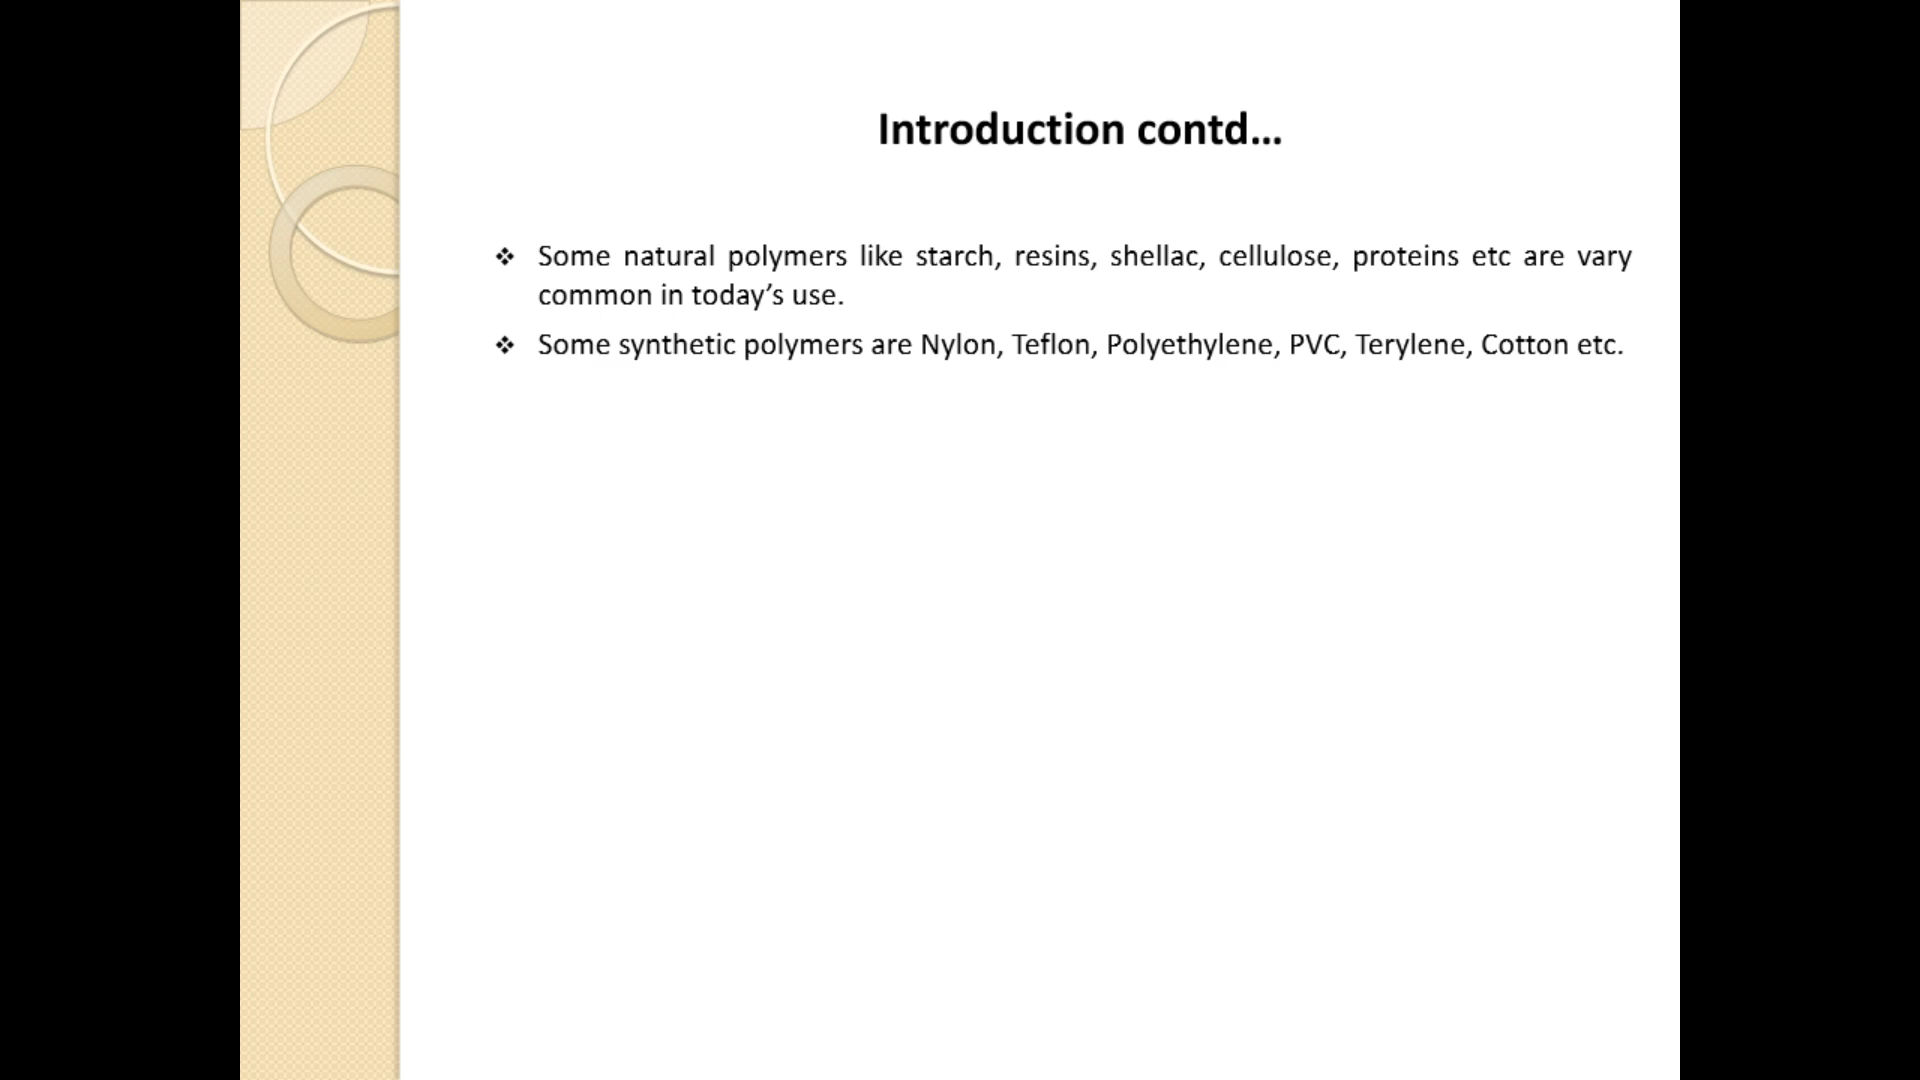 Introduction contd...
❖ Some natural polymers like starch, resins, shellac, cellulose, proteins etc are vary
common in today’s use.
❖ Some synthetic polymers are Nylon, Teflon, Polyethylene, PVC, Terylene, Cotton etc.